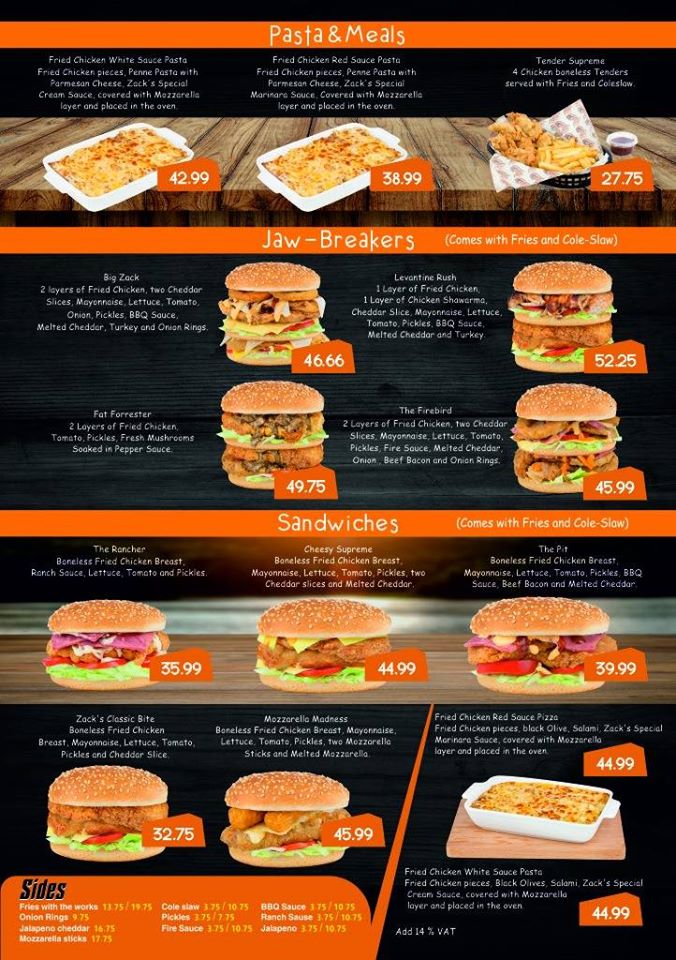 Pasta & Meals
Fried Chicken White Sauce Pasta
Fried Chicken pieces, Penne Pasta with
Parmesan Cheese, Zack's Special
Cream Sauce, covered with Mozzarella
layer and placed in the oven.
42.99
Fried Chicken Red Sauce Pasta
Fried Chicken pieces, Penne Pasta with
Parmesan Cheese, Zack's Special
Marinara Sauce, Covered with Mozzarella
layer and placed in the oven.
38.99
Tender Supreme
4 Chicken boneless Tenders
served with Fries and Coleslaw.
27.75
Jaw-Breakers (Comes with Fries and Cole-Slaw)
Big Zack
2 layers of Fried Chicken, two Cheddar
Slices, Mayonnaise, Lettuce, Tomato,
Onion, Pickles, BBQ Sauce,
Melted Cheddar, Turkey and Onion Rings.
46.66
Levantine Rush
1 Layer of Fried Chicken,
1 Layer of Chicken Shawarma,
Cheddar Slice, Mayonnaise, Lettuce,
Tomato, Pickles, BBQ Sauce,
Melted Cheddar and Turkey.
52.25
Fat Forrester
2 Layers of Fried Chicken,
Tomato, Pickles, Fresh Mushrooms
Soaked in Pepper Sauce.
49.75
The Firebird
2 Layers of Fried Chicken, two Cheddar
Slices, Mayonnaise, Lettuce, Tomato,
Pickles, Fire Sauce, Melted Cheddar,
Onion , Beef Bacon and Onion Rings.
45.99
Sandwiches (Comes with Fries and Cole-Slaw)
The Rancher
Boneless Fried Chicken Breast,
Ranch Sauce, Lettuce, Tomato and Pickles.
35.99
Cheesy Supreme
Boneless Fried Chicken Breast,
Mayonnaise, Lettuce, Tomato, Pickles, two
Cheddar slices and Melted Cheddar.
44.99
The Pit
Boneless Fried Chicken Breast,
Mayonnaise, Lettuce, Tomato, Pickles, BBQ
Sauce, Beef Bacon and Melted Cheddar.
39.99
Zack's Classic Bite
Boneless Fried Chicken
Breast, Mayonnaise, Lettuce, Tomato,
Pickles and Cheddar Slice.
32.75
Mozzarella Madness
Boneless Fried Chicken Breast, Mayonnaise,
Lettuce, Tomato, Pickles, two Mozzarella
Sticks and Melted Mozzarella.
45.99
Fried Chicken Red Sauce Pizza
Fried Chicken pieces, black Olive, Salami, Zack's Special
Marinara Sauce, covered with Mozzarella
layer and placed in the oven.
44.99
Fried Chicken White Sauce Pasta
Fried Chicken pieces, Black Olives, Salami, Zack's Special
Cream Sauce, covered with Mozzarella
layer and placed in the oven.
44.99
Sides
Fries with the works 13.75 / 19.75
Onion Rings 9.75
Jalapeno cheddar 16.75
Mozzarella sticks 17.75
Cole slaw 3.75 / 10.75
Pickles 3.75 / 7.75
Fire Sauce 3.75 / 10.75
BBQ Sauce 3.75 / 10.75
Ranch Sause 3.75 / 10.75
Jalapeno 3.75 / 10.75
Add 14 % VAT